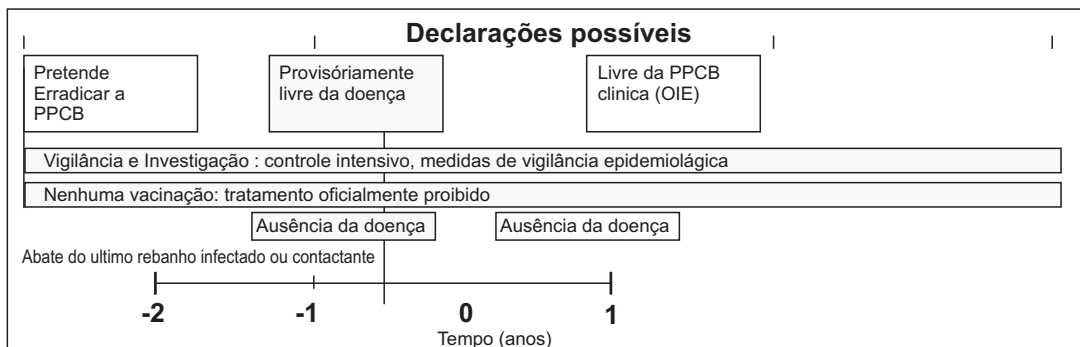 Declarações possíveis
Pretende
Erradicar a
PPCB
Provisóriamente
livre da doença
Livre da PPCB
clinica (OIE)
Vigilância e Investigação : controle intensivo, medidas de vigilância epidemiológica
Nenhuma vacinação: tratamento oficialmente proibido
Ausência da doença
Ausência da doença
Abate do ultimo rebanho infectado ou contactante
-2
-1
0
1
Tempo (anos)